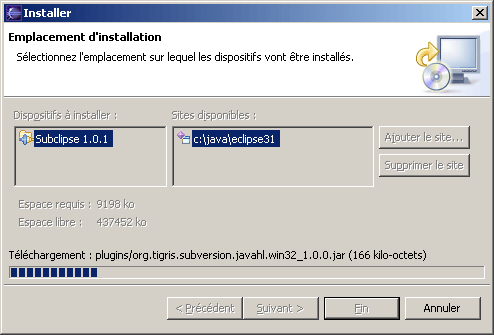 Installer
Emplacement d'installation
Sélectionnez l'emplacement sur lequel les dispositifs vont être installés.
Dispositifs à installer :
Sites disponibles :
Subclipse 1.0.1
c:\java\eclipse31
Ajouter le site...
Supprimer le site
Espace requis : 9198 ko
Espace libre : 437452 ko
Téléchargement : plugins/org.tigris.subversion.javahl.win32_1.0.0.jar (166 kilo-octets)
< Précédent
Suivant >
Fin
Annuler